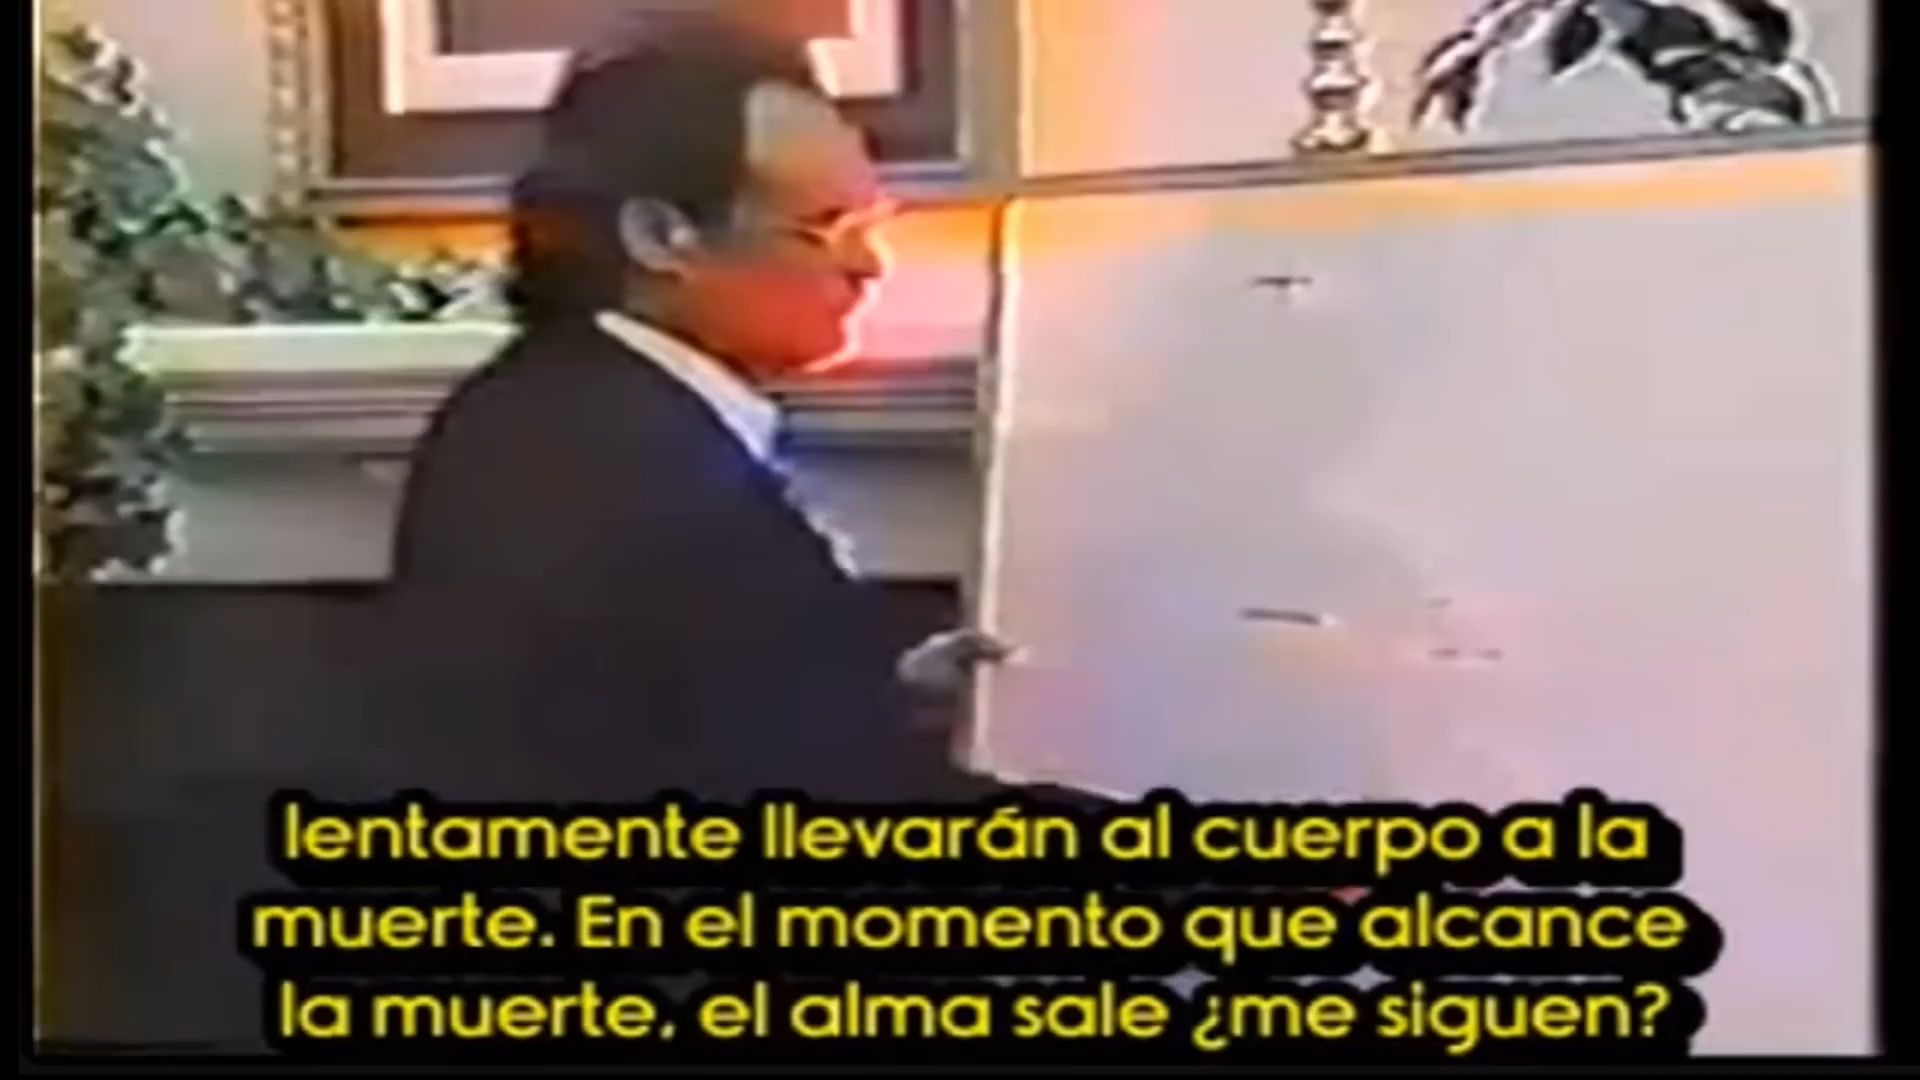 lentamente llevarán al cuerpo a la
muerte. En el momento que alcance
la muerte, el alma sale ¿me siguen?